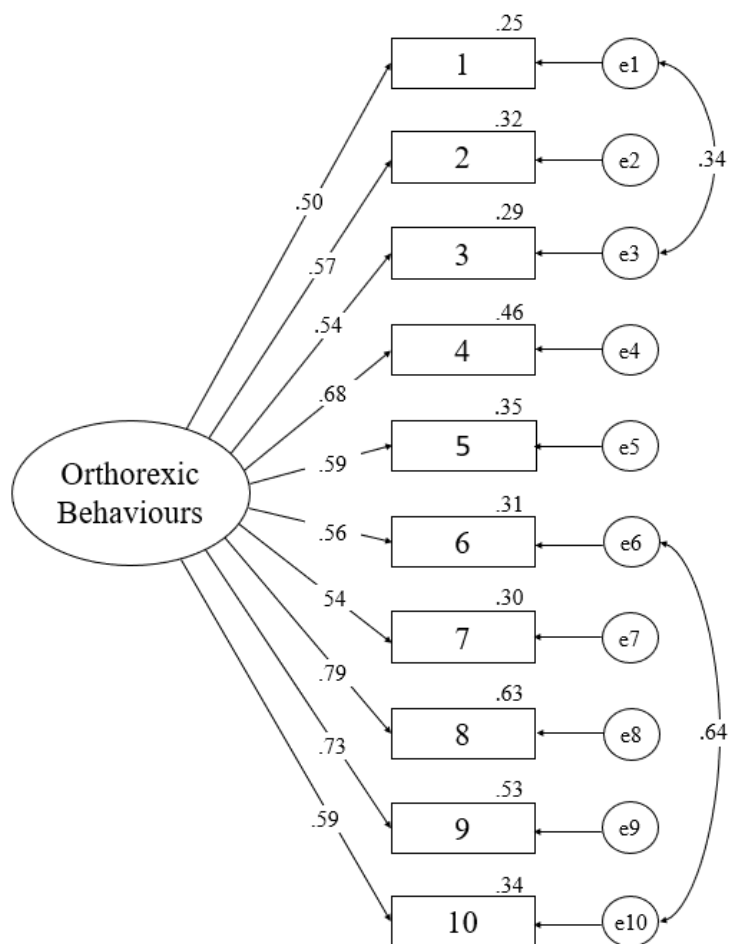 .25
1
e1
.32
2
e2
.34
.50
.29
3
e3
.57
.54
.46
4
e4
.68
.35
5
e5
.59
Orthorexic
Behaviours
.31
6
e6
.56
.30
7
e7
54
.79
.63
8
e8
.64
.73
.53
9
e9
.59
.34
10
e10